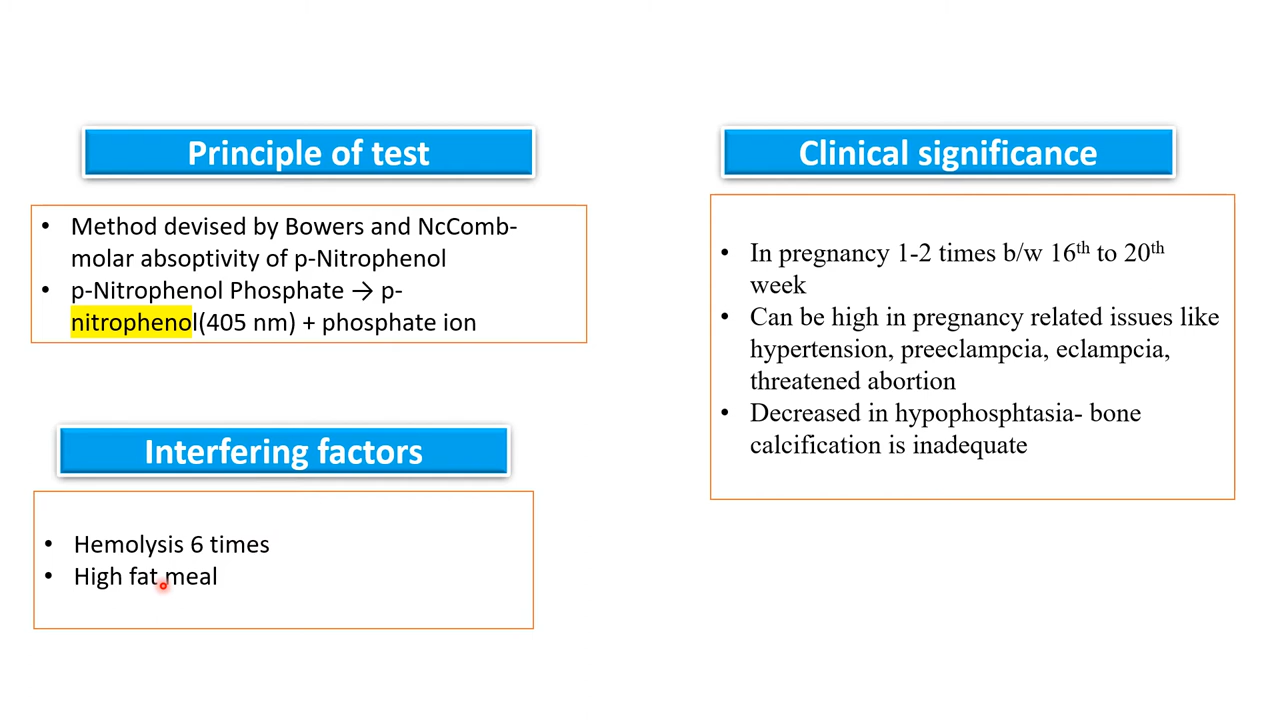 Principle of test
• Method devised by Bowers and NcComb-
molar absoptivity of p-Nitrophenol
• p-Nitrophenol Phosphate → p-
nitrophenol(405 nm) + phosphate ion
Interfering factors
• Hemolysis 6 times
• High fat meal
Clinical significance
• In pregnancy 1-2 times b/w 16th to 20th
week
• Can be high in pregnancy related issues like
hypertension, preeclampcia, eclampcia,
threatened abortion
• Decreased in hypophosphtasia- bone
calcification is inadequate